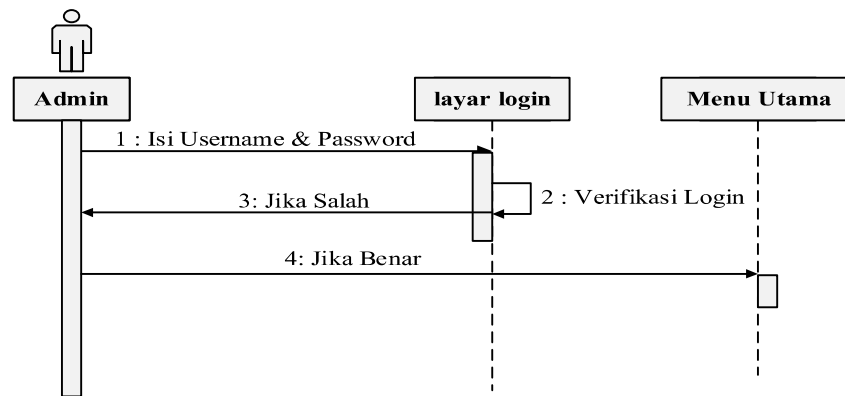 Admin
layar login
Menu Utama
1 : Isi Username & Password
2 : Verifikasi Login
3: Jika Salah
4: Jika Benar